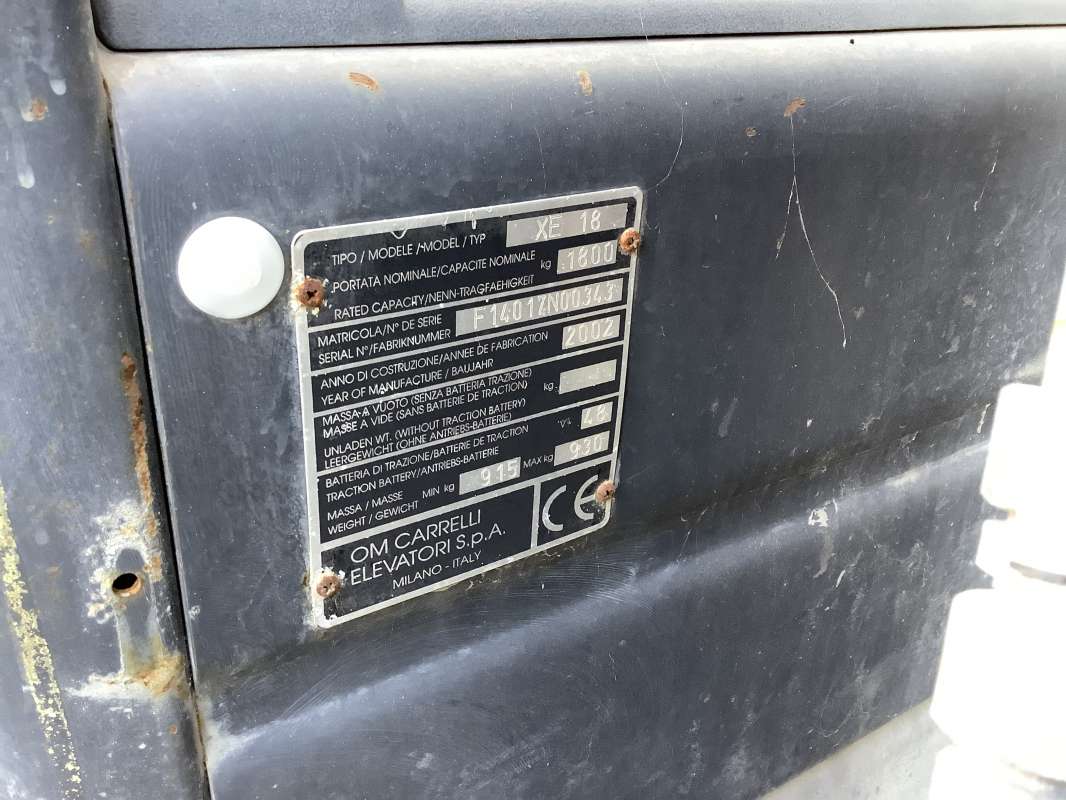 TIPO / MODELE / MODEL / TYP XE 18
PORTATA NOMINALE/CAPACITE NOMINALE
RATED CAPACITY/NENN-TRAGFAEHIGKEIT kg 1800
MATRICOLA/N° DE SERIE
SERIAL N°/FABRIKNUMMER F14017N00343
ANNO DI COSTRUZIONE/ANNEE DE FABRICATION
YEAR OF MANUFACTURE / BAUJAHR 2002
MASSA A VUOTO (SENZA BATTERIA TRAZIONE)
MASSE A VIDE (SANS BATTERIE DE TRACTION) kg
UNLADEN WT. (WITHOUT TRACTION BATTERY)
LEERGEWICHT (OHNE ANTRIEBS-BATTERIE)
BATTERIA DI TRAZIONE/BATTERIE DE TRACTION
TRACTION BATTERY/ANTRIEBS-BATTERIE V 48
MASSA / MASSE
WEIGHT / GEWICHT MIN kg 915 MAX kg 930
OM CARRELLI
ELEVATORI S.p.A.
MILANO - ITALY
CE